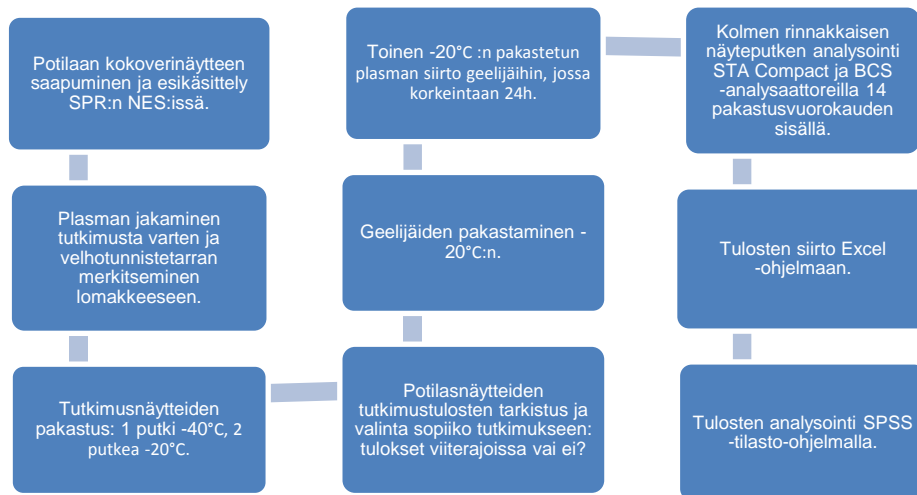 Potilaan kokoverinäytteen
saapuminen ja esikäsittely
SPR:n NES:issä.
Plasman jakaminen
tutkimusta varten ja
velhotunnistetarran
merkitseminen
lomakkeeseen.
Tutkimusnäytteiden
pakastus: 1 putki -40°C, 2
putkea -20°C.
Potilasnäytteiden
tutkimustulosten tarkistus ja
valinta sopiiko tutkimukseen:
tulokset viiterajoissa vai ei?
Geelijäiden pakastaminen -
20°C:n.
Toinen -20°C :n pakastetun
plasman siirto geelijäihin, jossa
korkeintaan 24h.
Kolmen rinnakkaisen
näyteputken analysointi
STA Compact ja BCS
-analysaattoreilla 14
pakastusvuorokauden
sisällä.
Tulosten siirto Excel
-ohjelmaan.
Tulosten analysointi SPSS
-tilasto-ohjelmalla.